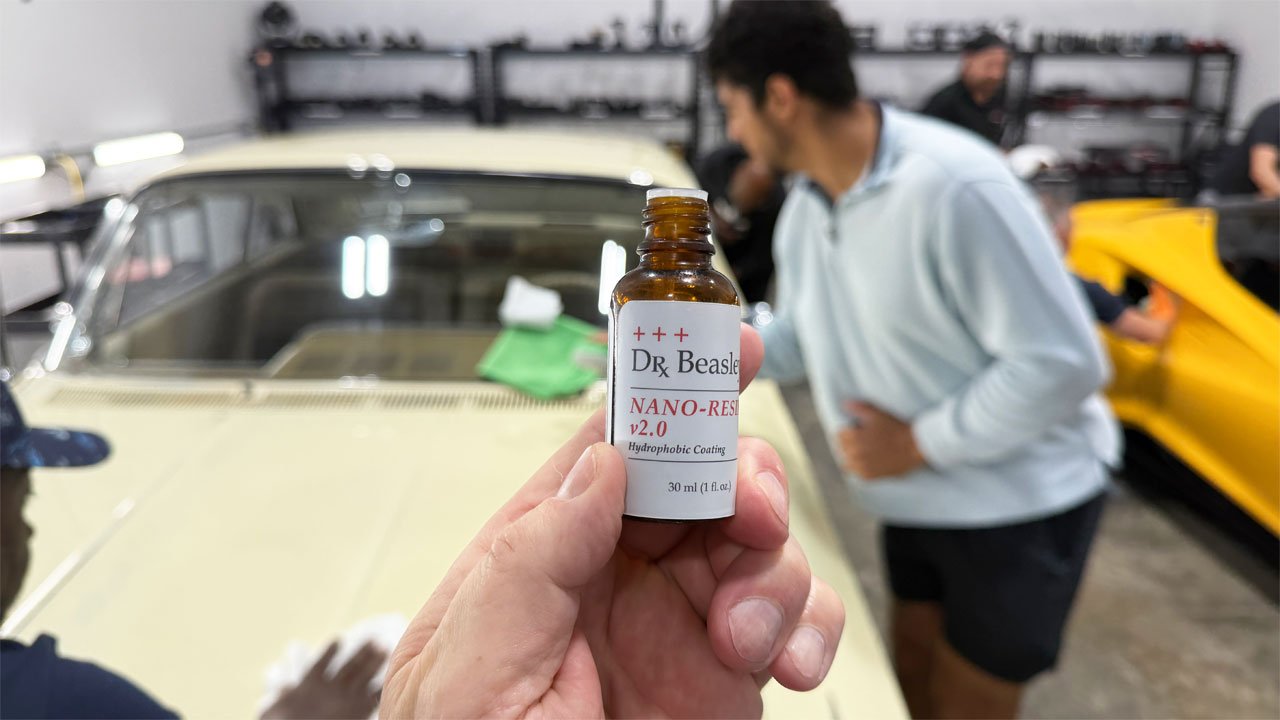 +++
DRx Beasle
NANO-RESI
v2.0
Hydrophobic Coating
30 ml (1 fl. oz.)